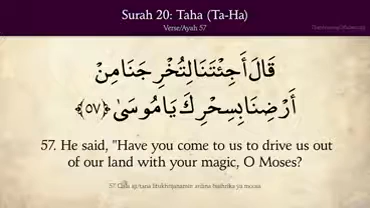 Surah 20: Taha (Ta-Ha)
Verse/Ayah 57
قَالَ أَجِئْتَنَا لِتُخْرِجَنَا مِنْ
أَرْضِنَا بِسِحْرِكَ يَا مُوسَىٰ ﴿٥٧﴾
57. He said, "Have you come to us to drive us out
of our land with your magic, O Moses?